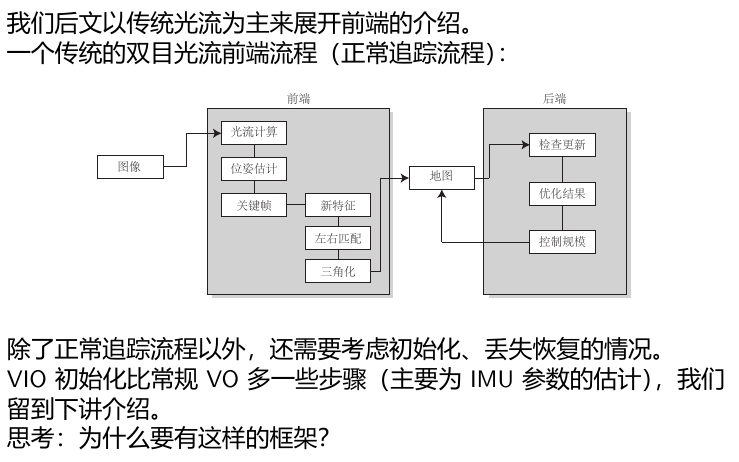 我们后文以传统光流为主来展开前端的介绍。
一个传统的双目光流前端流程（正常追踪流程）：
前端
后端
图像
光流计算
位姿估计
关键帧
新特征
左右匹配
三角化
地图
检查更新
优化结果
控制规模
除了正常追踪流程以外，还需要考虑初始化、丢失恢复的情况。
VIO 初始化比常规 VO 多一些步骤（主要为 IMU 参数的估计），我们
留到下讲介绍。
思考：为什么要有这样的框架？